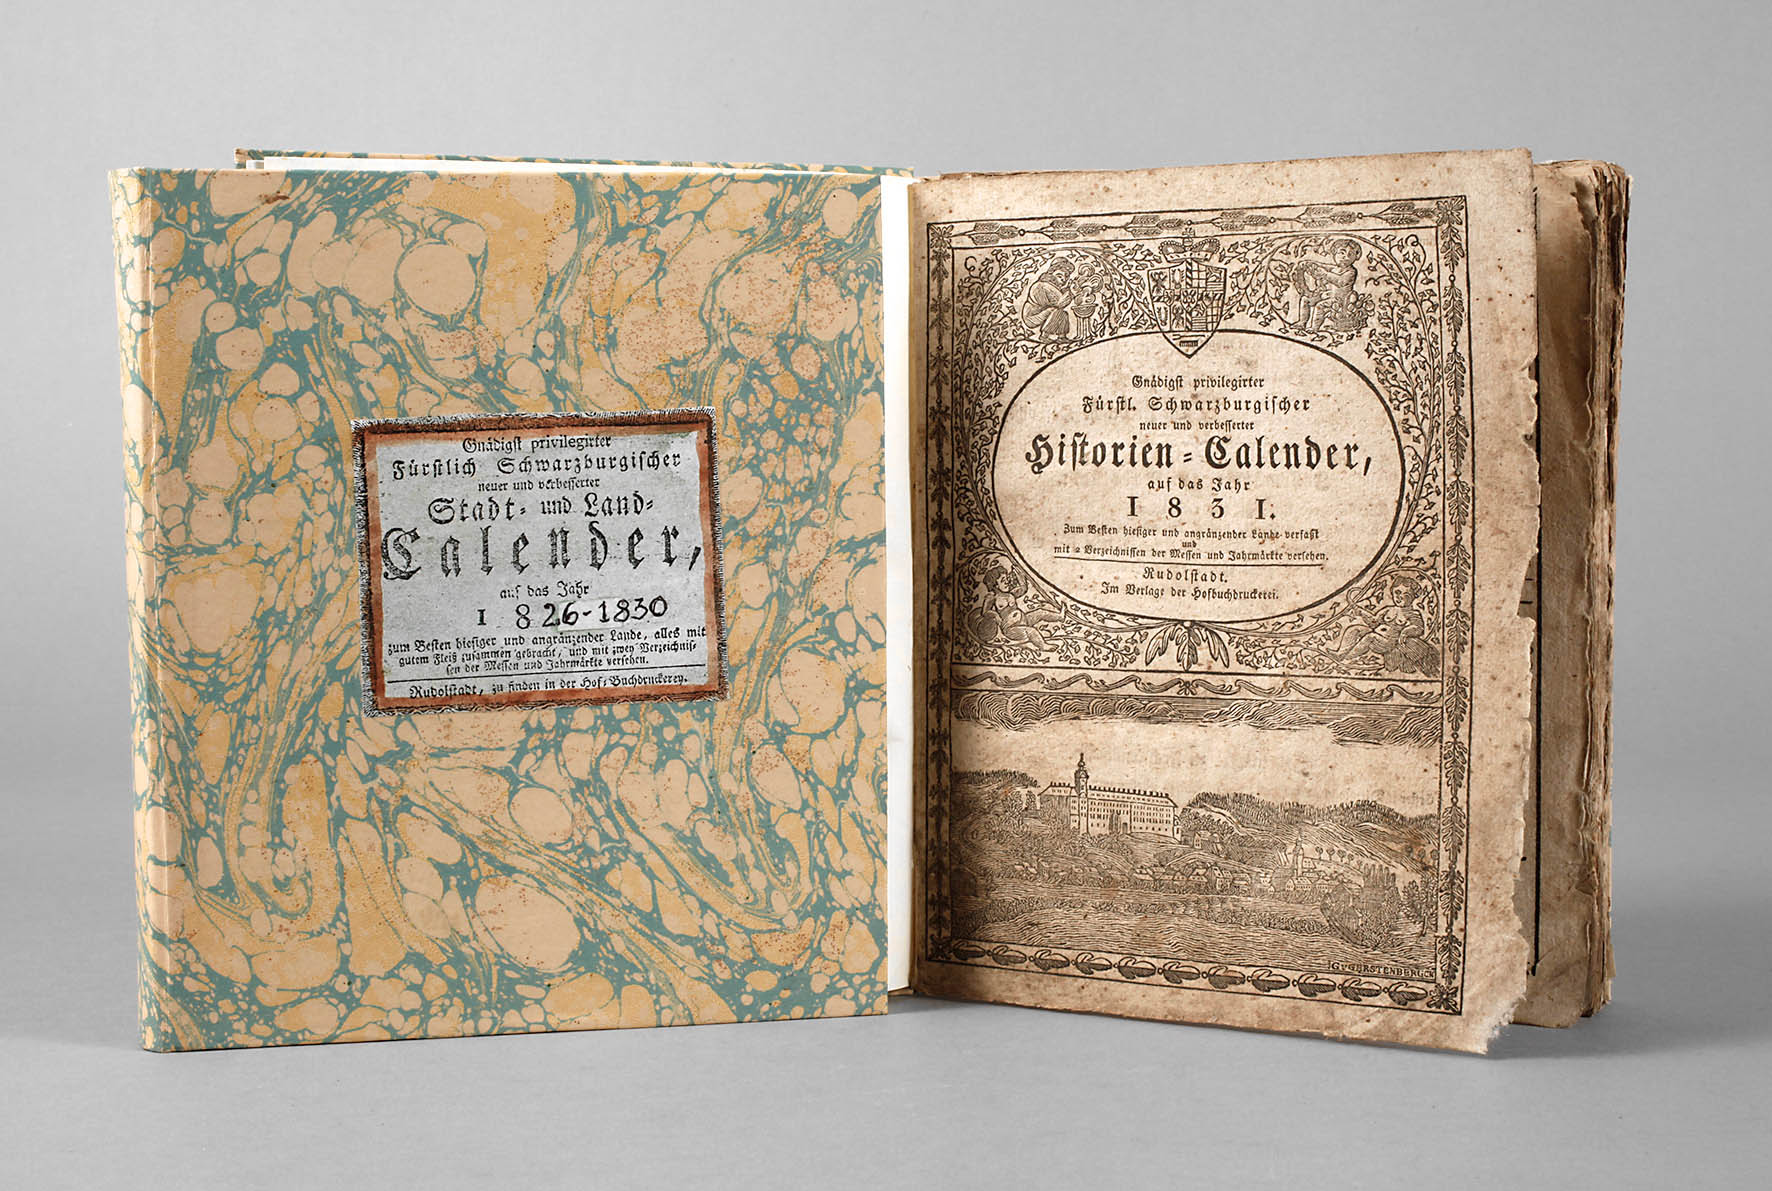 Gnädigst privilegirter
Fürstlich Schwarzburgischer
neuer und verbesserter
Stadt- und Land-
Calender,
auf das Jahr
1826-1830
zum Besten hiesiger und angränzender Lande, alles mit
gutem Fleiß zusammen gebracht, und mit zwey Verzeichnis-
sen der Messen und Jahrmärkte versehen.
Rudolstadt, zu finden in der Hof-Buchdruckerey.
Gnädigst privilegirter
Fürstl. Schwarzburgischer
neuer und verbesserter
Historien-Calender,
auf das Jahr
1831.
Zum Besten hiesiger und angränzender Lande verfaßt
und
mit 2 Verzeichnissen der Messen und Jahrmärkte versehen.
Rudolstadt.
Im Verlage der Hofbuchdruckerei.